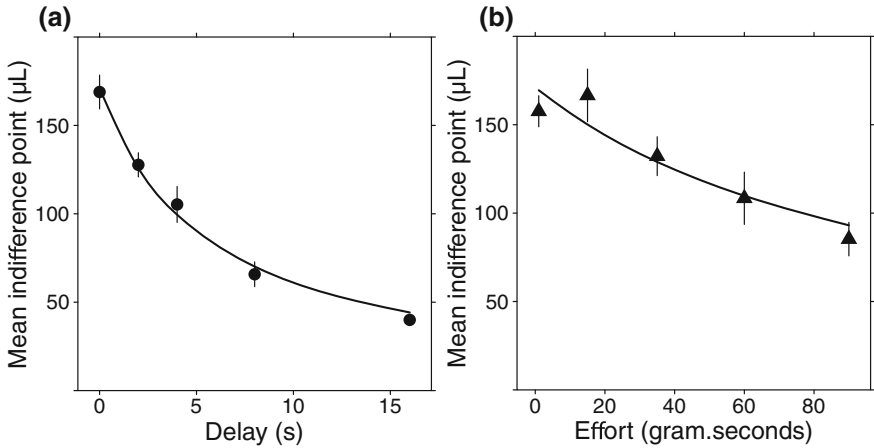 (a)
Mean indifference point (µL)
150
100
50
0
5
10
15
Delay (s)
(b)
Mean indifference point (µL)
150
100
50
0
20
40
60
80
Effort (gram.seconds)